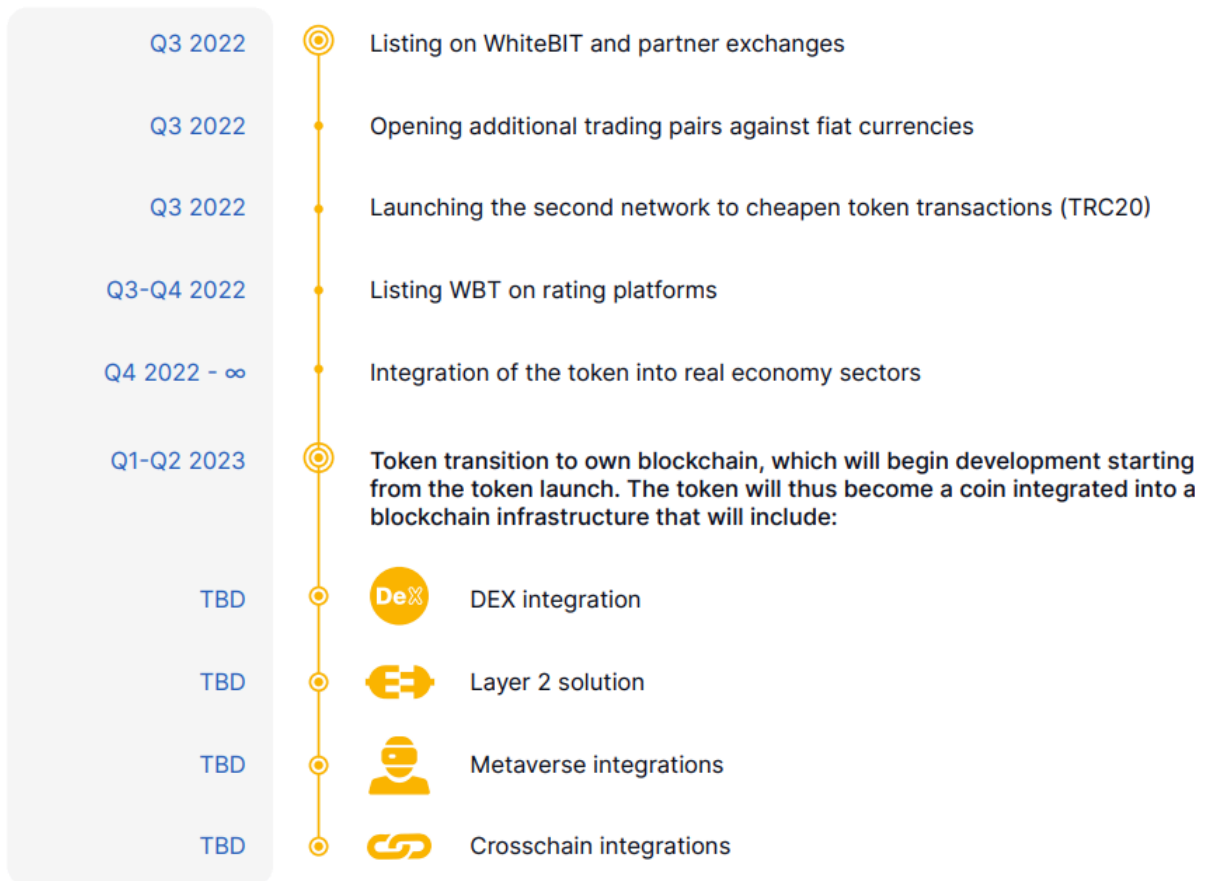 Q3 2022 Listing on WhiteBIT and partner exchanges
Q3 2022 Opening additional trading pairs against fiat currencies
Q3 2022 Launching the second network to cheapen token transactions (TRC20)
Q3-Q4 2022 Listing WBT on rating platforms
Q4 2022 - ∞ Integration of the token into real economy sectors
Q1-Q2 2023 Token transition to own blockchain, which will begin development starting
from the token launch. The token will thus become a coin integrated into a
blockchain infrastructure that will include:
TBD DeX DEX integration
TBD Layer 2 solution
TBD Metaverse integrations
TBD Crosschain integrations